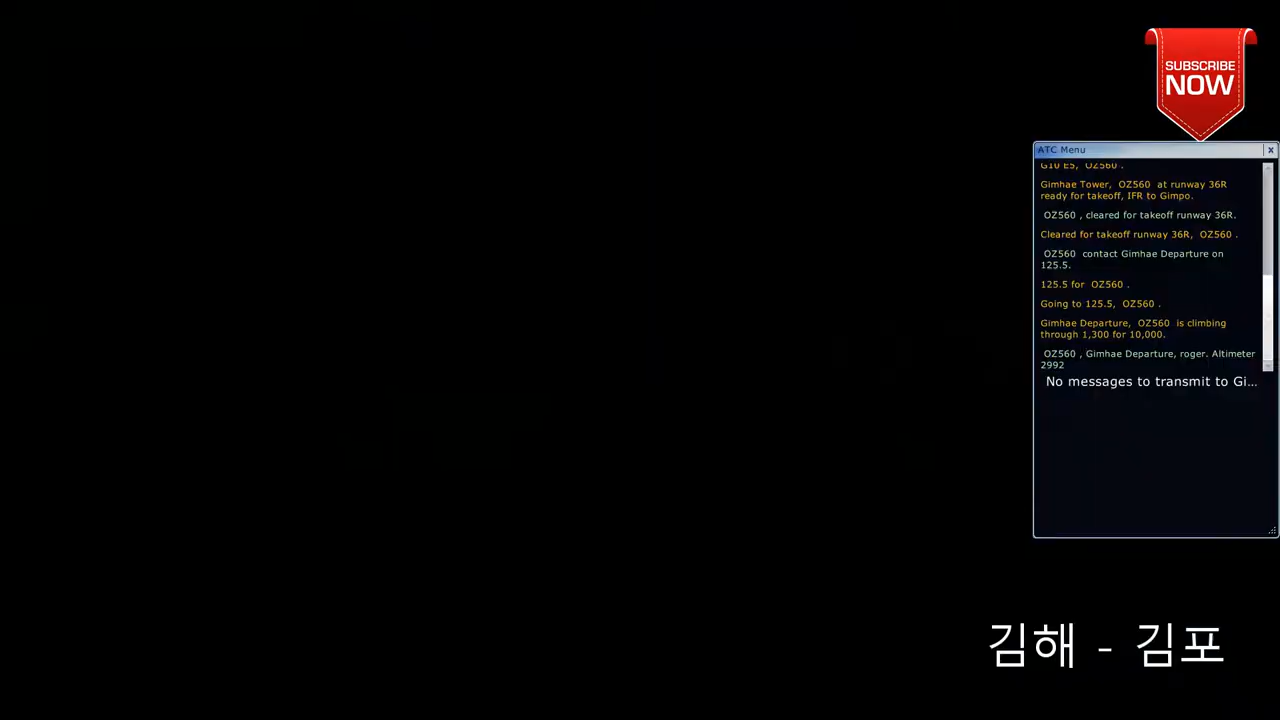 SUBSCRIBE
NOW
ATC Menu
G10 E5, OZ560 .
Gimhae Tower, OZ560 at runway 36R
ready for takeoff, IFR to Gimpo.
OZ560 , cleared for takeoff runway 36R.
Cleared for takeoff runway 36R, OZ560 .
OZ560 contact Gimhae Departure on
125.5.
125.5 for OZ560 .
Going to 125.5, OZ560 .
Gimhae Departure, OZ560 is climbing
through 1,300 for 10,000.
OZ560 , Gimhae Departure, roger. Altimeter
2992
No messages to transmit to Gi...
김해 - 김포